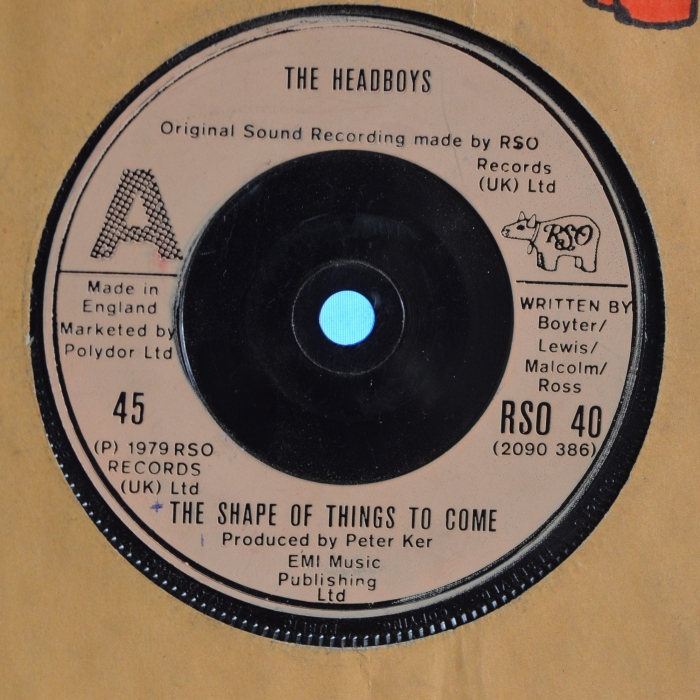 THE HEADBOYS
Original Sound Recording made by RSO
Records
(UK) Ltd
A
RSO
Made in
England
Marketed by
Polydor Ltd
WRITTEN BY
Boyter/
Lewis/
Malcolm/
Ross
45
RSO 40
(2090 386)
(P) 1979 RSO
RECORDS
(UK) Ltd
THE SHAPE OF THINGS TO COME
Produced by Peter Ker
EMI Music
Publishing
Ltd